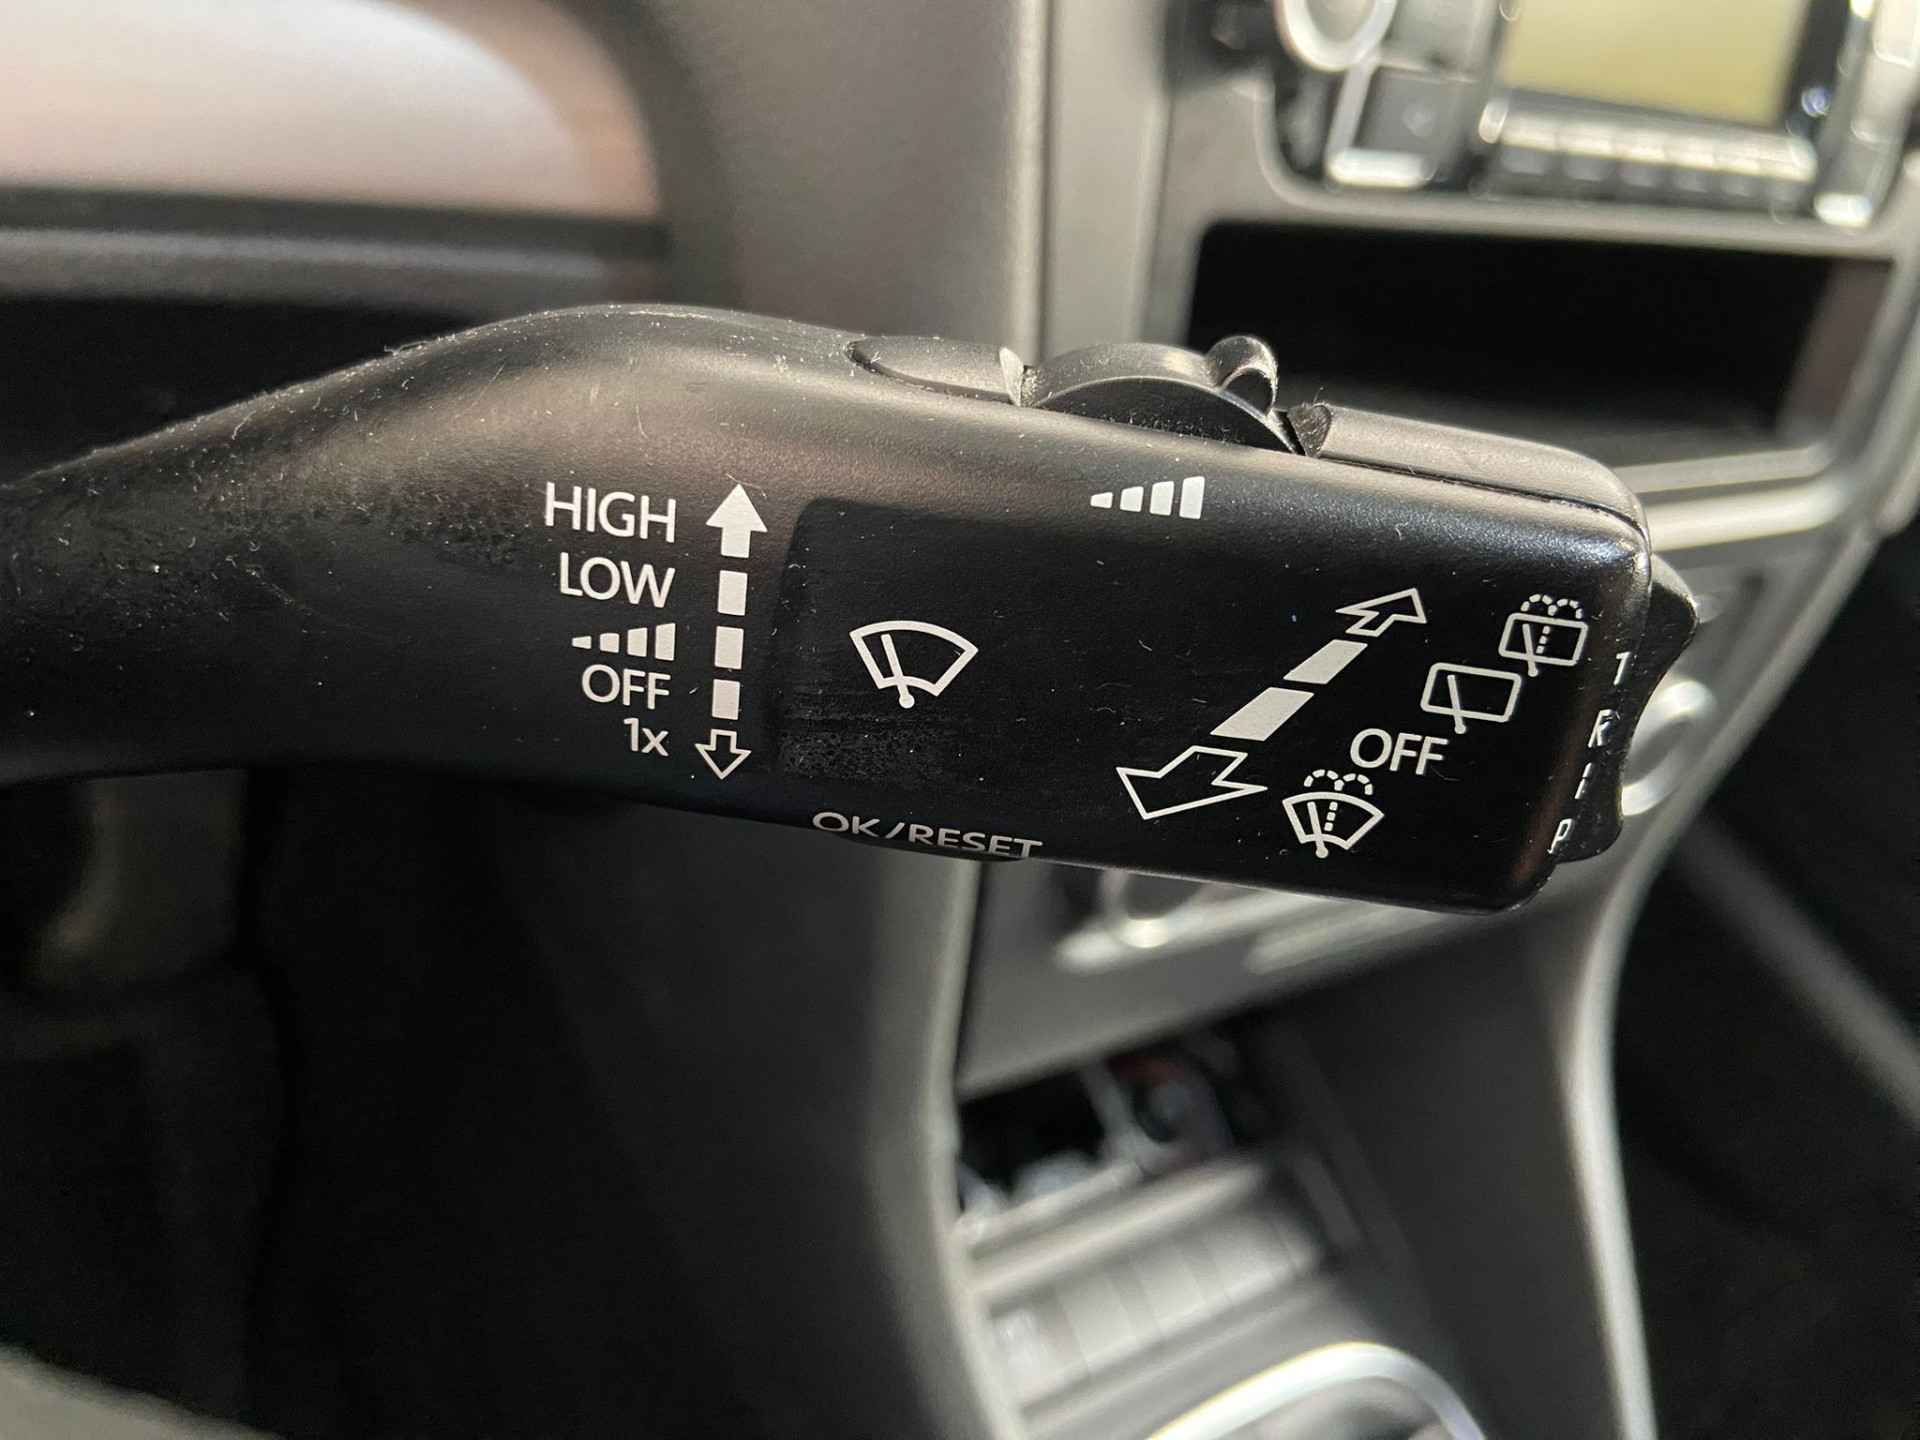 HIGH
LOW
OFF
1x
OFF
OK/RESET
TRIP